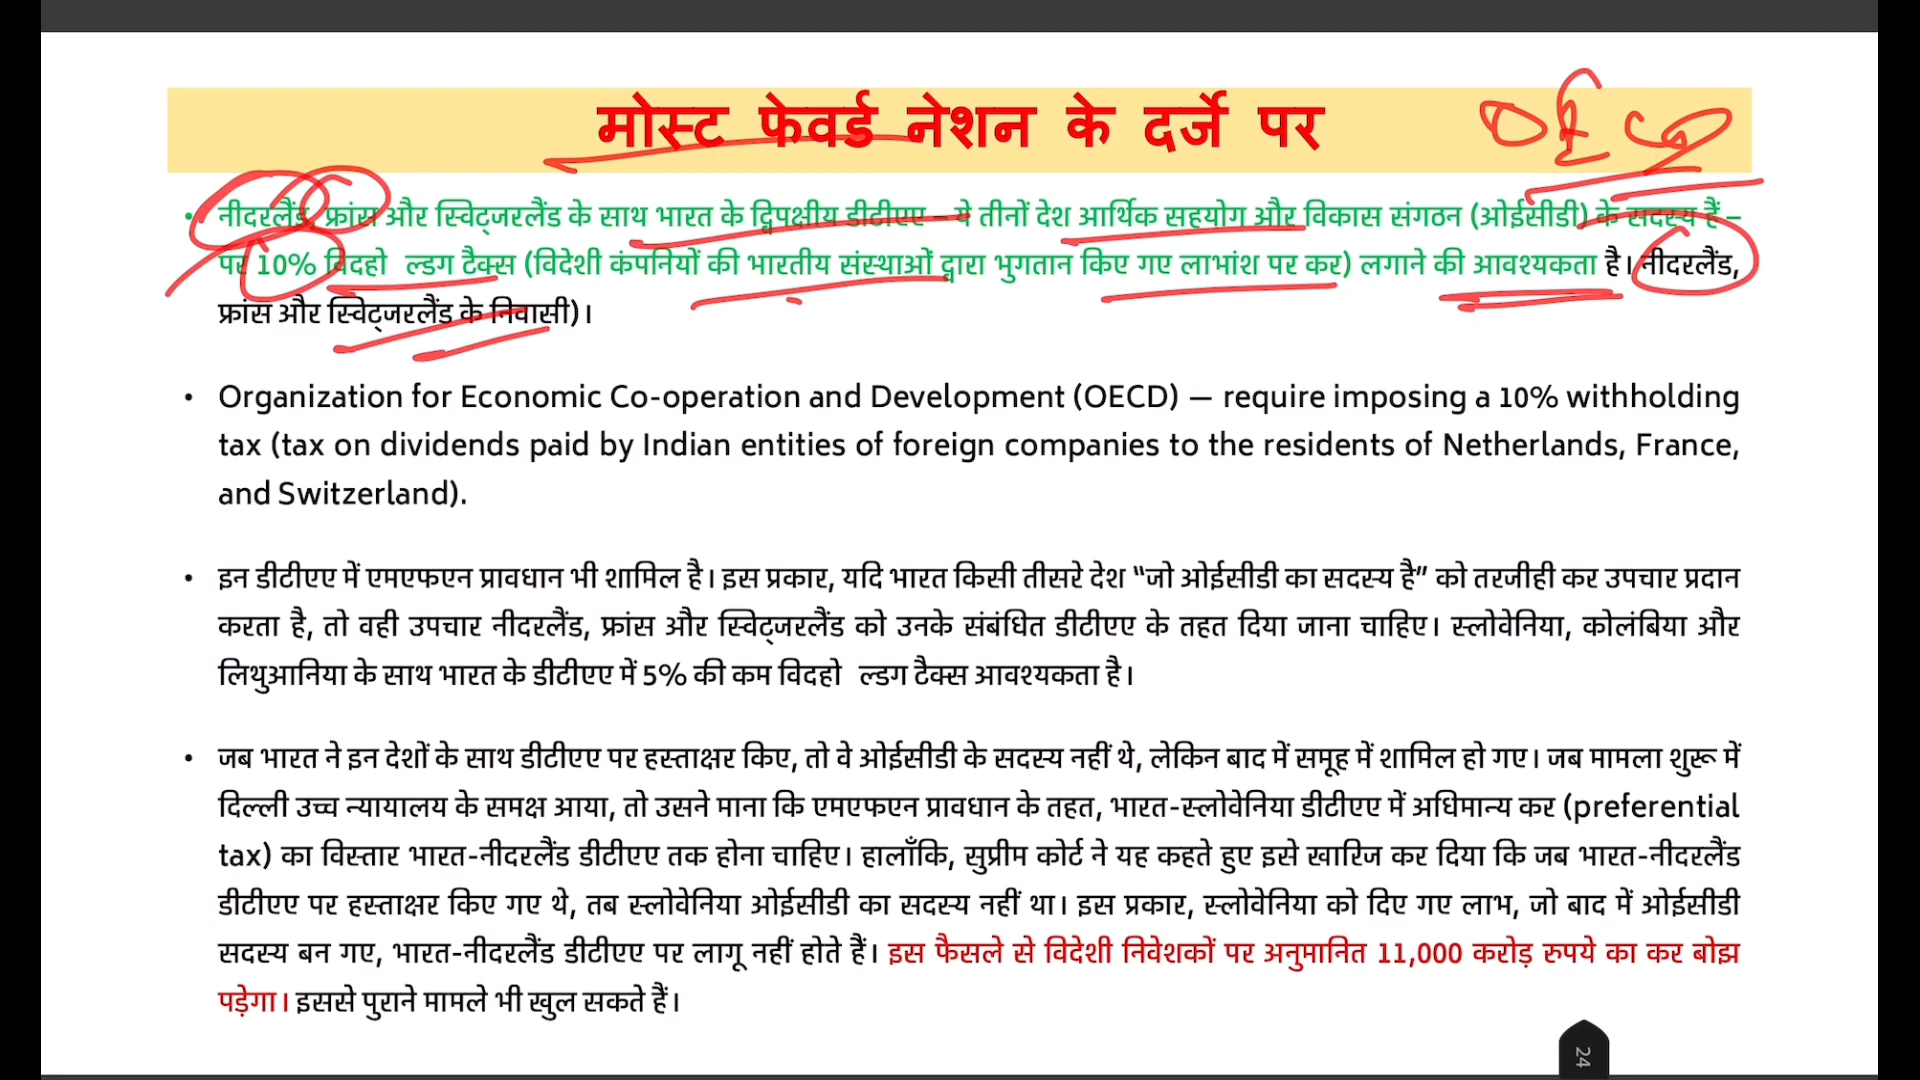 मोस्ट फेवर्ड नेशन के दर्जे पर
• नीदरलैंड, फ्रांस और स्विट्जरलैंड के साथ भारत के द्विपक्षीय डीटीएए – ये तीनों देश आर्थिक सहयोग और विकास संगठन (ओईसीडी) के सदस्य हैं –
पर 10% विदहो ल्डग टैक्स (विदेशी कंपनियों की भारतीय संस्थाओं द्वारा भुगतान किए गए लाभांश पर कर) लगाने की आवश्यकता है। नीदरलैंड,
फ्रांस और स्विट्जरलैंड के निवासी)।
• Organization for Economic Co-operation and Development (OECD) — require imposing a 10% withholding
tax (tax on dividends paid by Indian entities of foreign companies to the residents of Netherlands, France,
and Switzerland).
• इन डीटीएए में एमएफएन प्रावधान भी शामिल है। इस प्रकार, यदि भारत किसी तीसरे देश “जो ओईसीडी का सदस्य है” को तरजीही कर उपचार प्रदान
करता है, तो वही उपचार नीदरलैंड, फ्रांस और स्विट्जरलैंड को उनके संबंधित डीटीएए के तहत दिया जाना चाहिए। स्लोवेनिया, कोलंबिया और
लिथुआनिया के साथ भारत के डीटीएए में 5% की कम विदहो ल्डग टैक्स आवश्यकता है।
• जब भारत ने इन देशों के साथ डीटीएए पर हस्ताक्षर किए, तो वे ओईसीडी के सदस्य नहीं थे, लेकिन बाद में समूह में शामिल हो गए। जब मामला शुरू में
दिल्ली उच्च न्यायालय के समक्ष आया, तो उसने माना कि एमएफएन प्रावधान के तहत, भारत-स्लोवेनिया डीटीएए में अधिमान्य कर (preferential
tax) का विस्तार भारत-नीदरलैंड डीटीएए तक होना चाहिए। हालाँकि, सुप्रीम कोर्ट ने यह कहते हुए इसे खारिज कर दिया कि जब भारत-नीदरलैंड
डीटीएए पर हस्ताक्षर किए गए थे, तब स्लोवेनिया ओईसीडी का सदस्य नहीं था। इस प्रकार, स्लोवेनिया को दिए गए लाभ, जो बाद में ओईसीडी
सदस्य बन गए, भारत-नीदरलैंड डीटीएए पर लागू नहीं होते हैं। इस फैसले से विदेशी निवेशकों पर अनुमानित 11,000 करोड़ रुपये का कर बोझ
पड़ेगा। इससे पुराने मामले भी खुल सकते हैं।
24